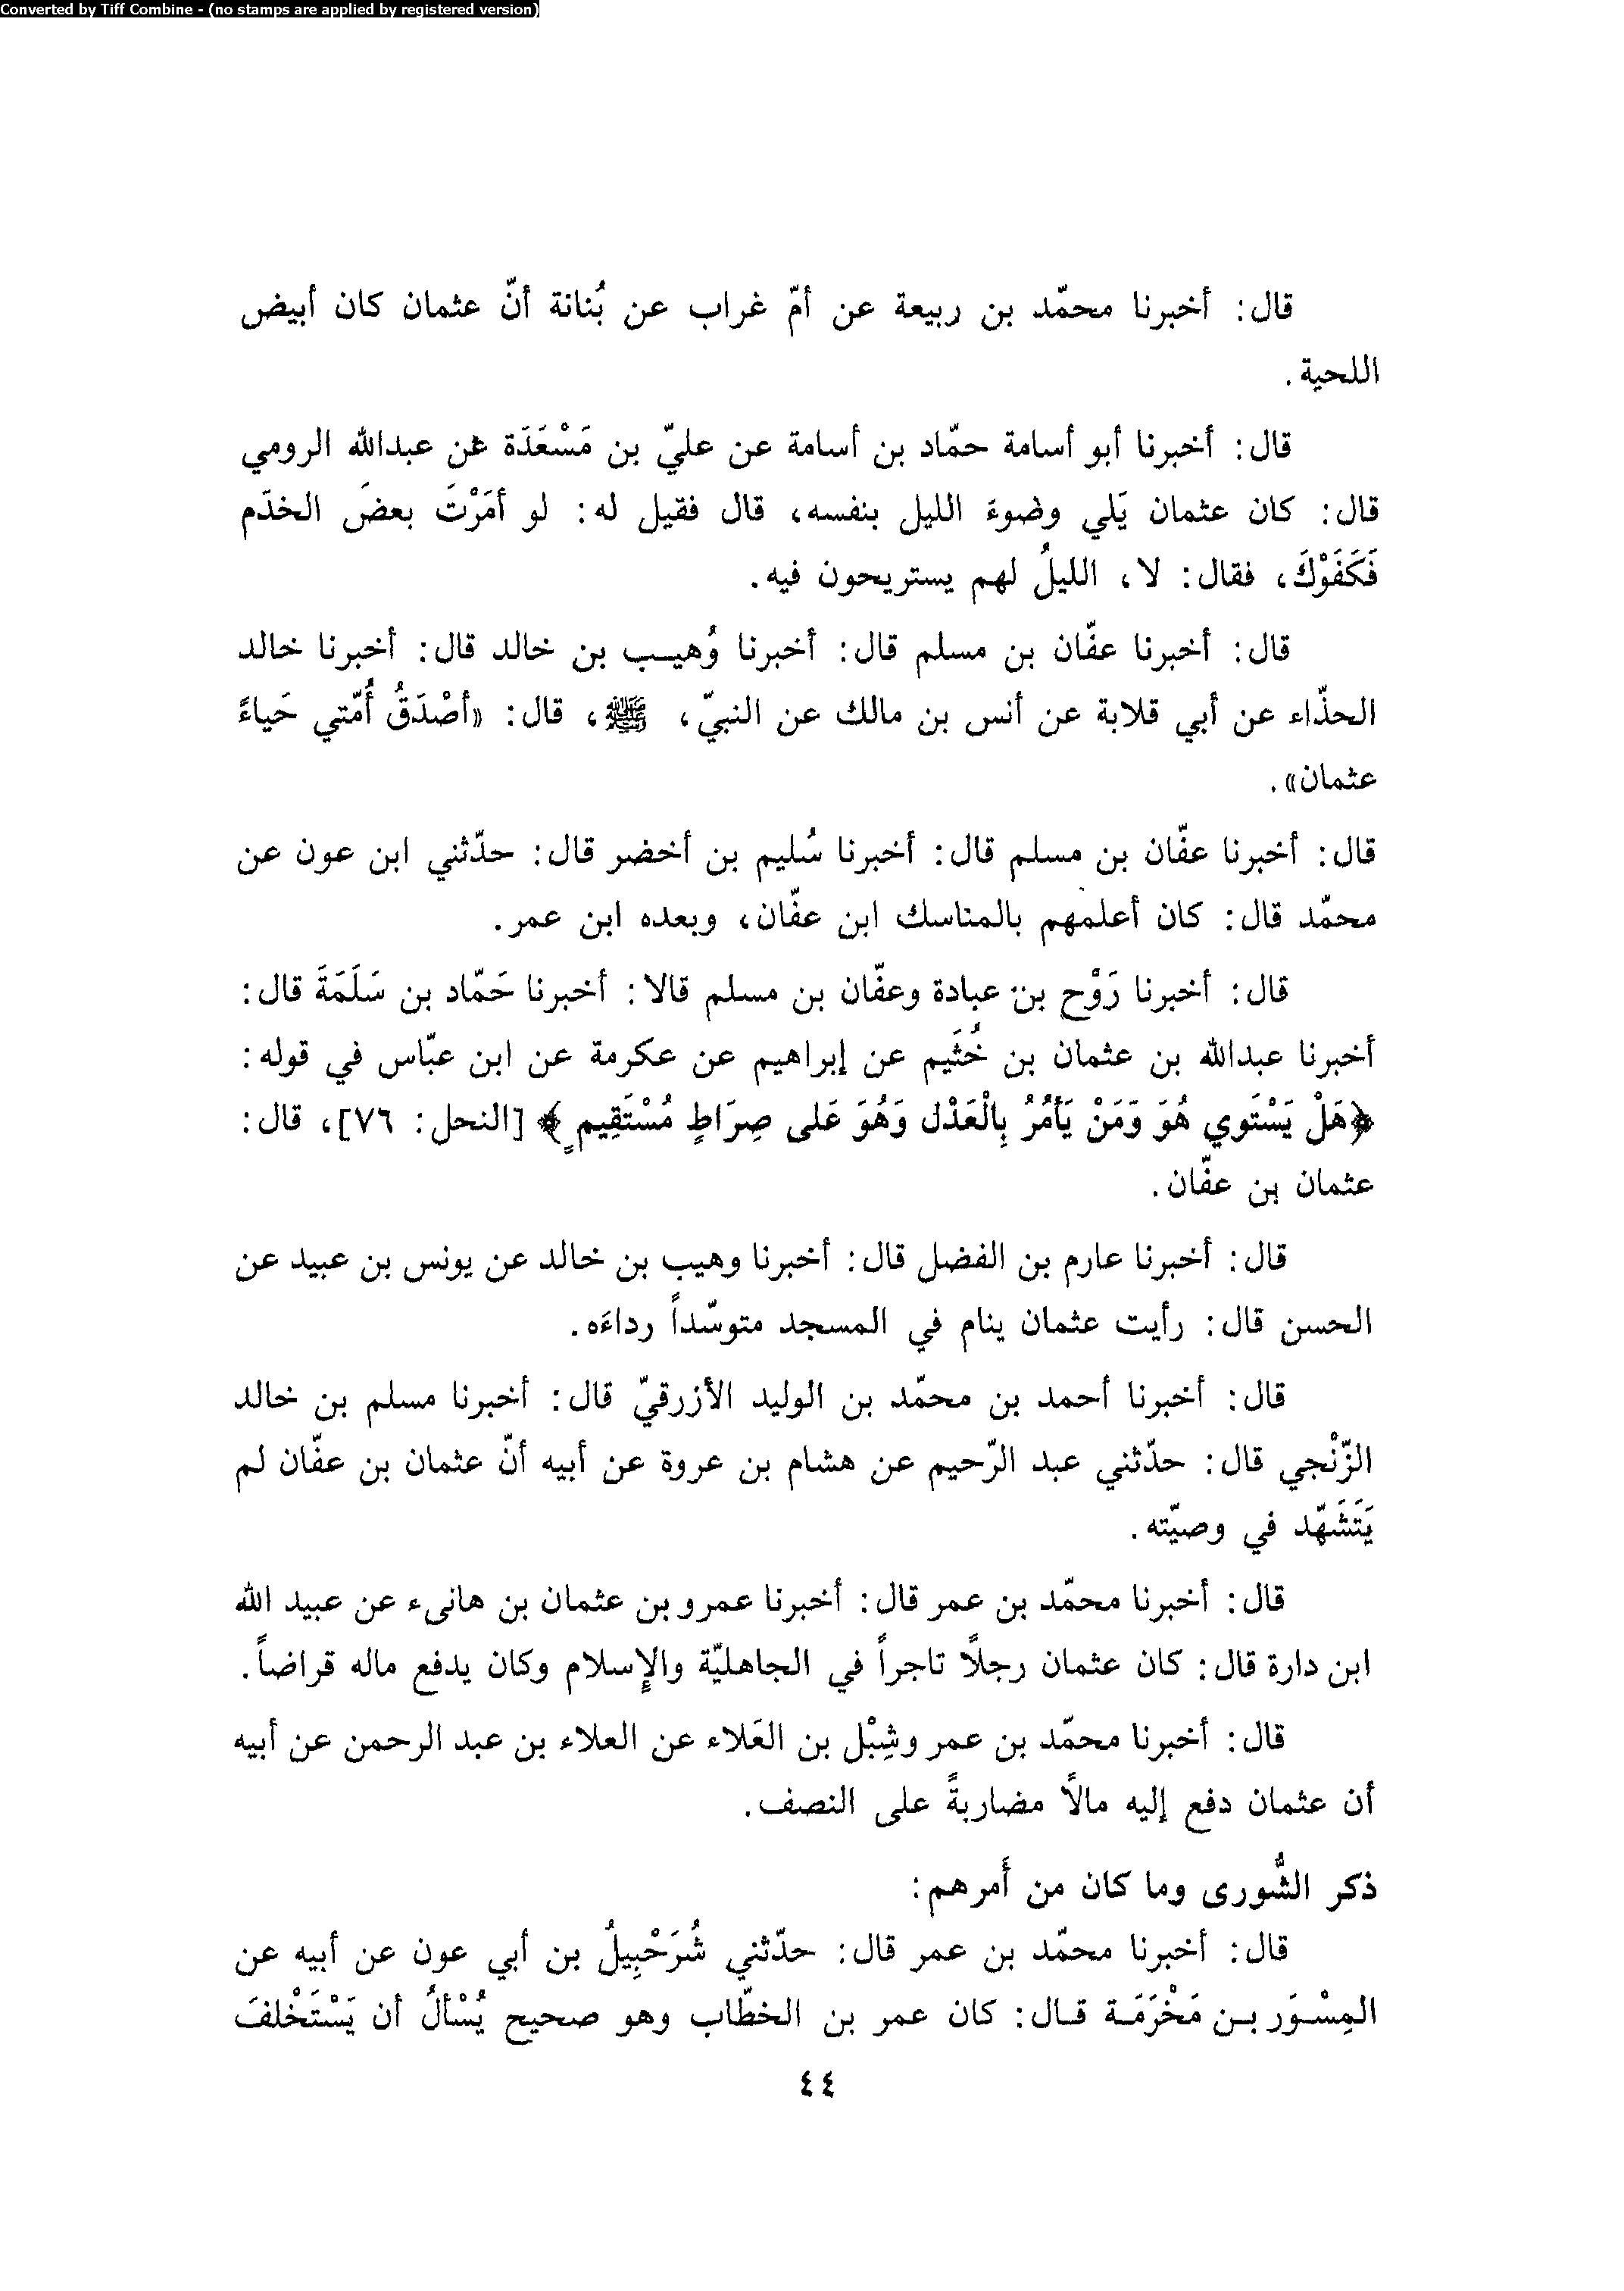 Converted by Tiff Combine - (no stamps are applied by registered version)
قال: أخبرنا محمّد بن ربيعة عن أمّ غراب عن بُنانة أنّ عثمان كان أبيض
اللحية.
قال: أخبرنا أبو أسامة حمّاد بن أسامة عن عليّ بن مَسْعَدَة عن عبدالله الرومي
قال: كان عثمان يَلي وضوءَ الليل بنفسه، قال فقيل له: لو أمَرْتَ بعضَ الخدَم
فَكَفَوْكَ، فقال: لا، الليلُ لهم يستريحون فيه.
قال: أخبرنا عفّان بن مسلم قال: أخبرنا وُهيب بن خالد قال: أخبرنا خالد
الحذّاء عن أبي قلابة عن أنس بن مالك عن النبيّ، ﷺ، قال: «أصْدَقُ أُمّتي حَياءً
عثمان».
قال: أخبرنا عفّان بن مسلم قال: أخبرنا سُليم بن أخضر قال: حدّثني ابن عون عن
محمّد قال: كان أعلمهم بالمناسك ابن عفّان، وبعده ابن عمر.
قال: أخبرنا رَوْح بن عبادة وعفّان بن مسلم قالا: أخبرنا حَمّاد بن سَلَمَةَ قال:
أخبرنا عبدالله بن عثمان بن خُثَيم عن إبراهيم عن عكرمة عن ابن عبّاس في قوله:
﴿هَلْ يَسْتَوي هُوَ وَمَنْ يَأمُرُ بِالْعَدْل وَهُوَ عَلى صِرَاطٍ مُسْتَقِيمٍ﴾ [النحل: ٧٦]، قال:
عثمان بن عفّان.
قال: أخبرنا عارم بن الفضل قال: أخبرنا وهيب بن خالد عن يونس بن عبيد عن
الحسن قال: رأيت عثمان ينام في المسجد متوسّداً رداءَه.
قال: أخبرنا أحمد بن محمّد بن الوليد الأزرقيّ قال: أخبرنا مسلم بن خالد
الزّنْجي قال: حدّثني عبد الرّحيم عن هشام بن عروة عن أبيه أنّ عثمان بن عفّان لم
يَتَشَهّد في وصيّته.
قال: أخبرنا محمّد بن عمر قال: أخبرنا عمرو بن عثمان بن هانىء عن عبيد الله
ابن دارة قال: كان عثمان رجلاً تاجراً في الجاهليّة والإسلام وكان يدفع ماله قراضاً.
قال: أخبرنا محمّد بن عمر وشِبْل بن العَلاء عن العلاء بن عبد الرحمن عن أبيه
أن عثمان دفع إليه مالاً مضاربةً على النصف.
ذكر الشُّورى وما كان من أَمرهم:
قال: أخبرنا محمّد بن عمر قال: حدّثني شُرَحْبِيلُ بن أبي عون عن أبيه عن
المِسْوَر بن مَخْرَمَة قال: كان عمر بن الخطّاب وهو صحيح يُسْألُ أن يَسْتَخْلفَ
٤٤